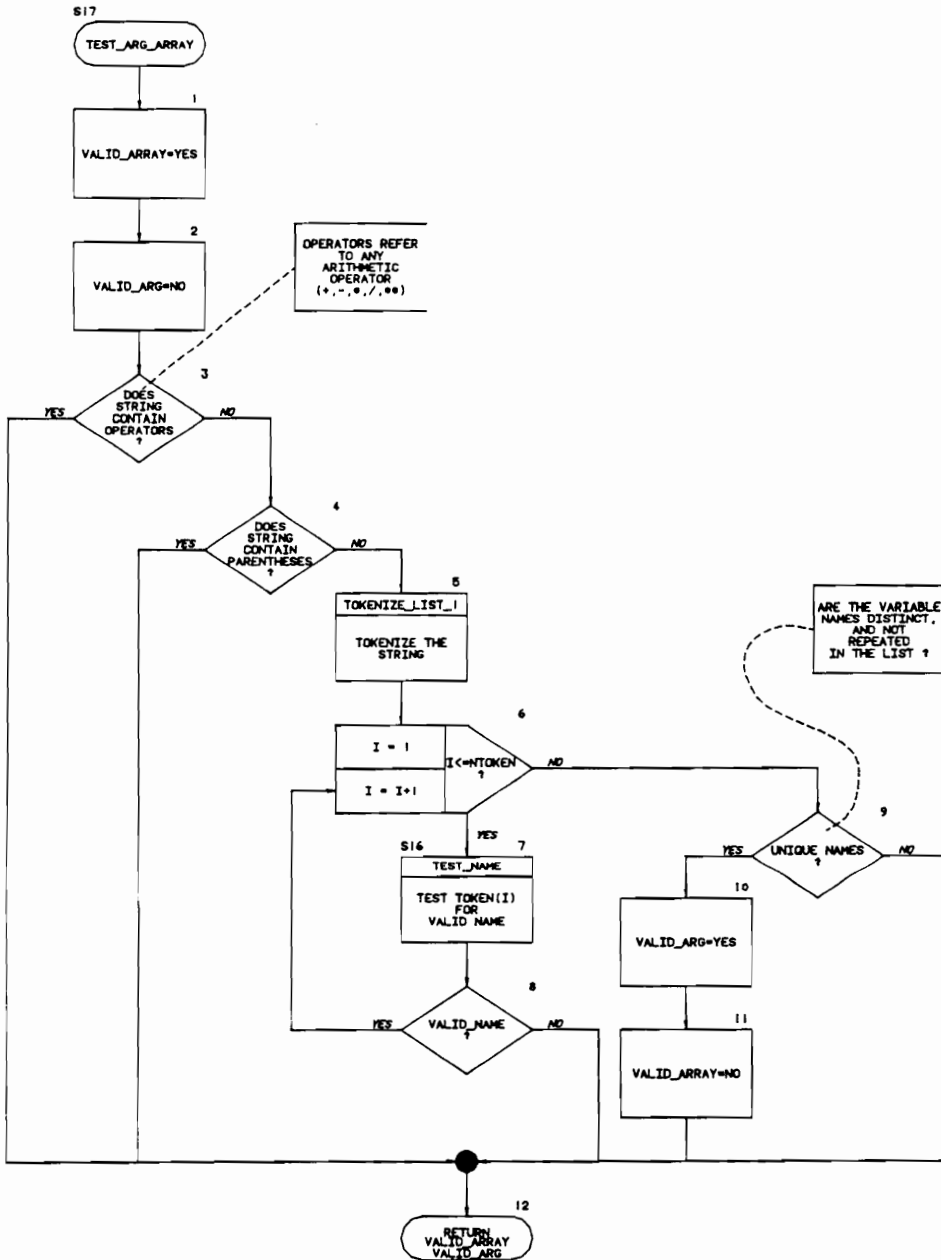 S17
TEST_ARG_ARRAY
1
VALID_ARRAY=YES
2
VALID_ARG=NO
OPERATORS REFER
TO ANY
ARITHMETIC
OPERATOR
(+,-,*,/,**)
3
DOES
STRING
CONTAIN
OPERATORS
?
YES
NO
4
DOES
STRING
CONTAIN
PARENTHESES
?
YES
NO
5
TOKENIZE_LIST_1
TOKENIZE THE
STRING
ARE THE VARIABLE
NAMES DISTINCT,
AND NOT
REPEATED
IN THE LIST ?
6
I = 1
I = I+1
I<=NTOKEN
?
NO
YES
S16
7
TEST_NAME
TEST TOKEN(I)
FOR
VALID NAME
8
VALID_NAME
?
YES
NO
9
UNIQUE NAMES
?
YES
NO
10
VALID_ARG=YES
11
VALID_ARRAY=NO
12
RETURN
VALID_ARRAY
VALID_ARG